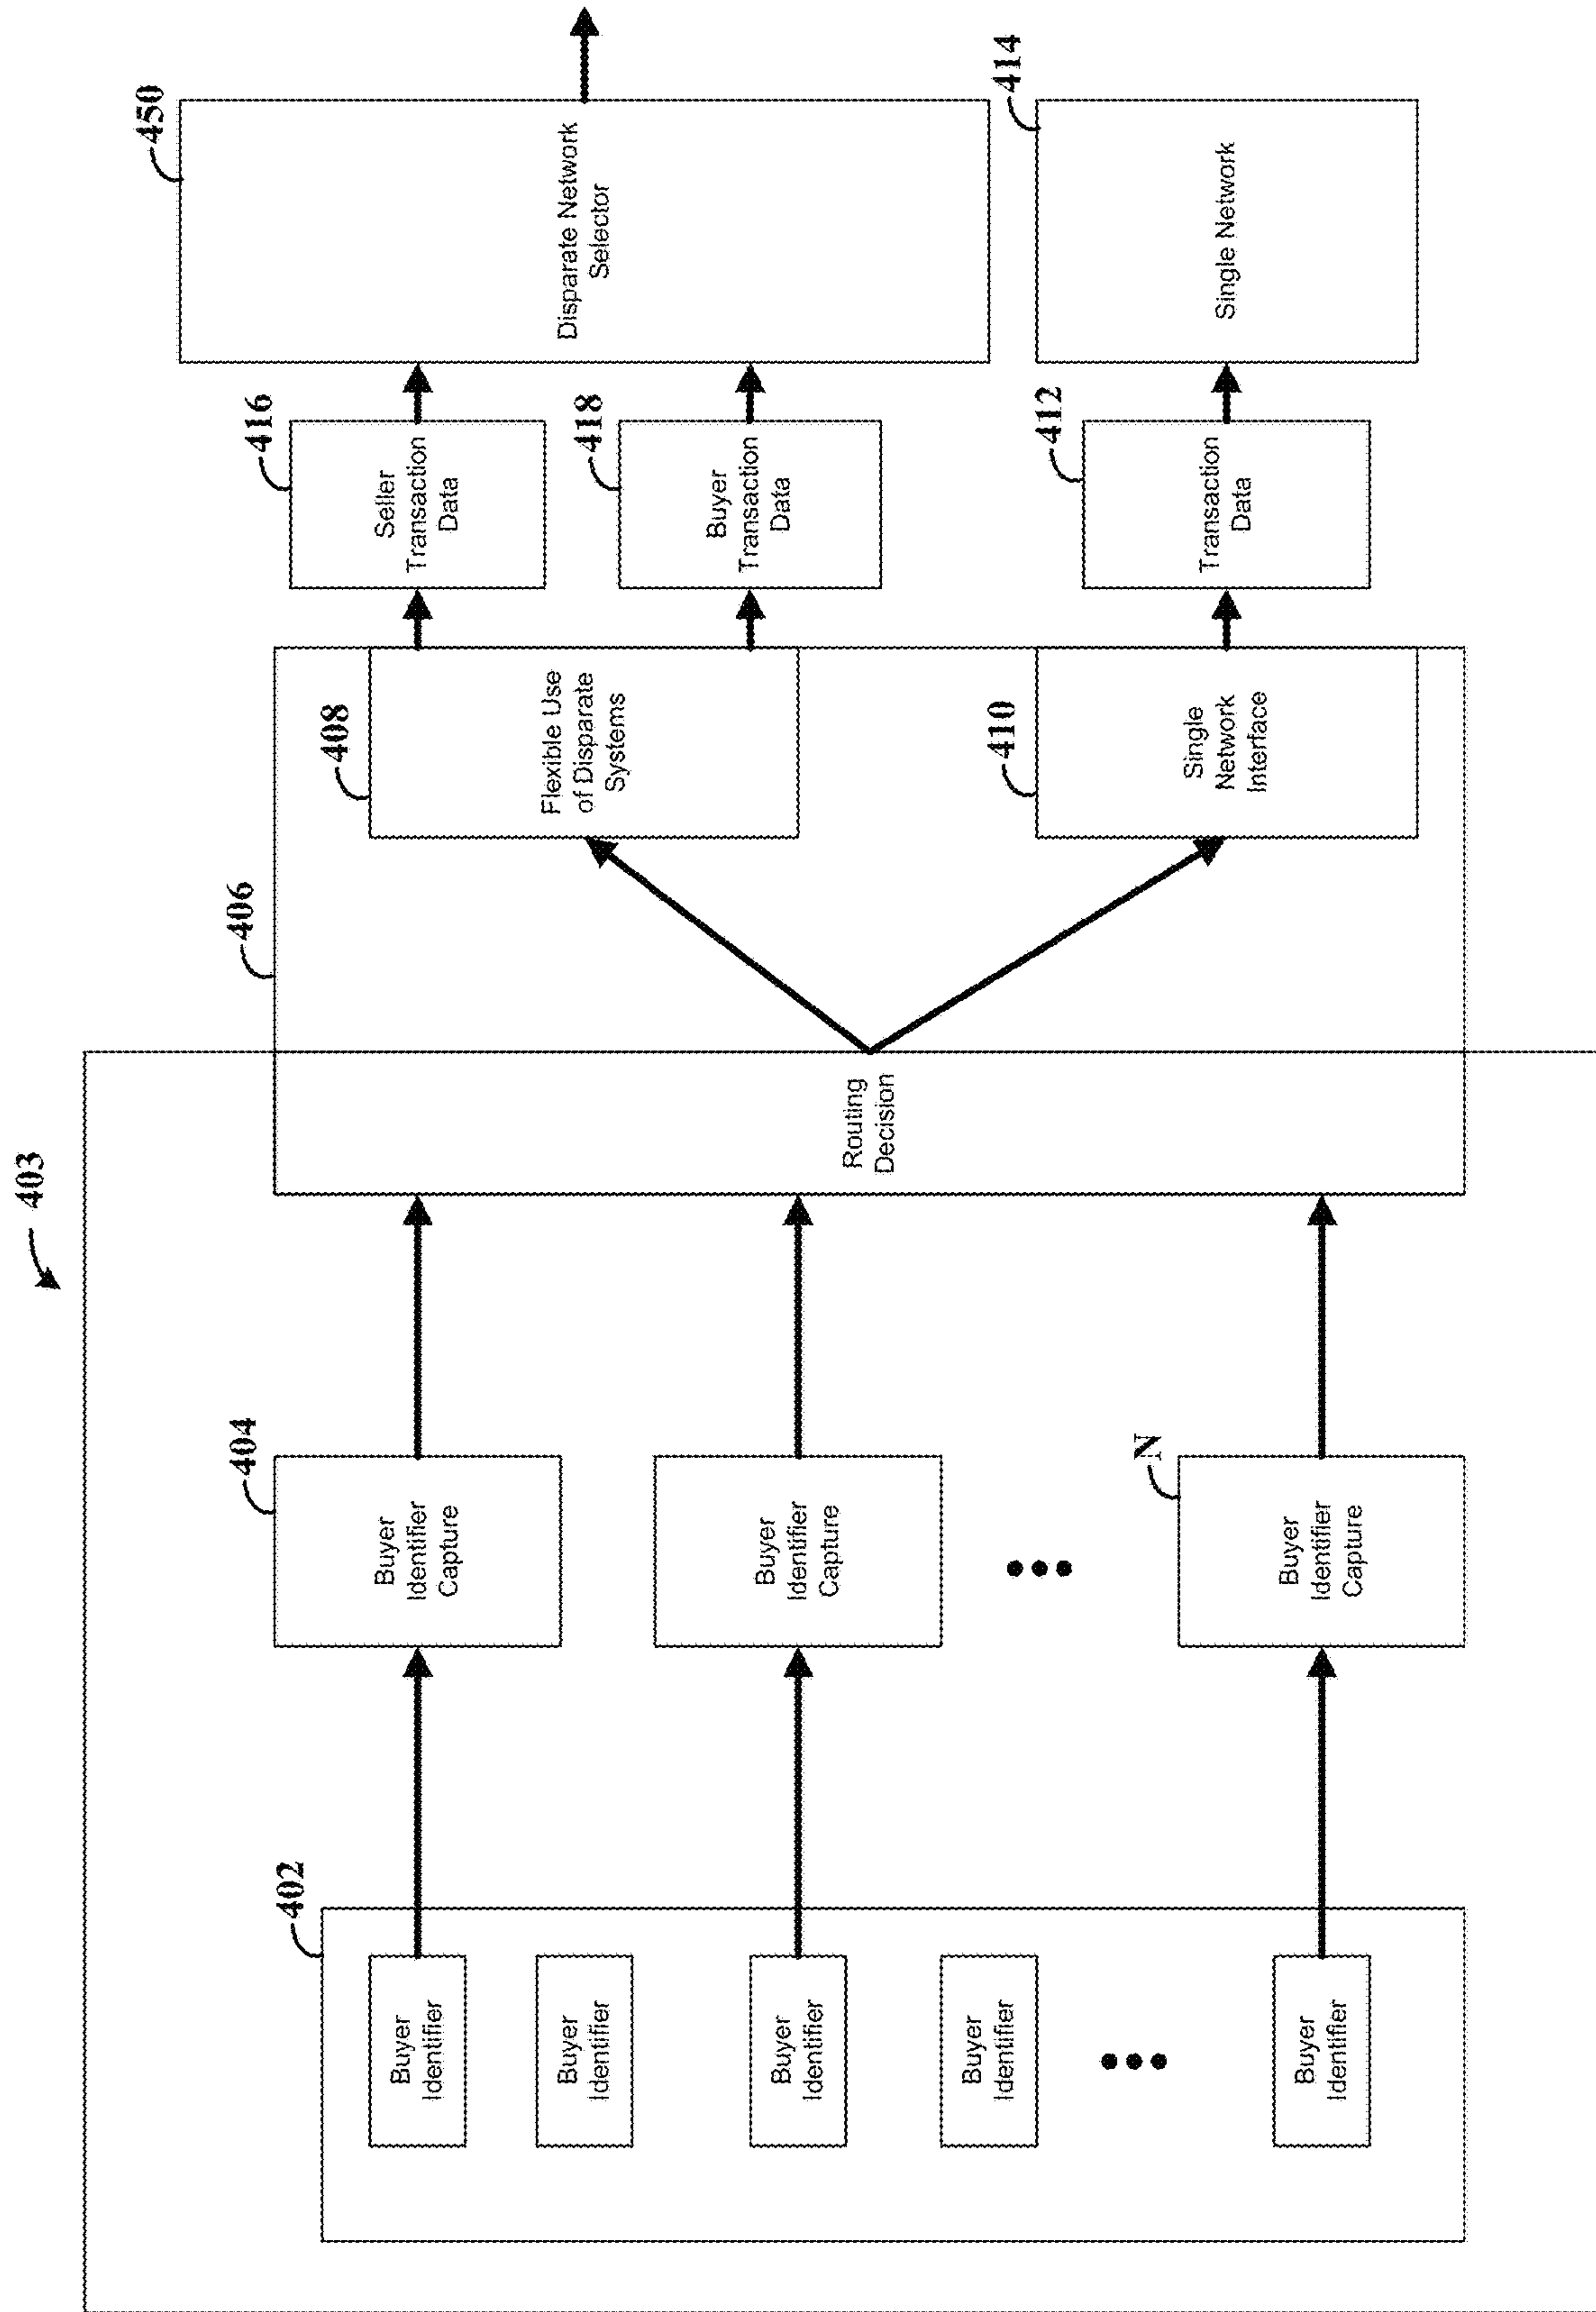 403
402
Buyer
Identifier
Buyer
Identifier
Buyer
Identifier
Buyer
Identifier
Buyer
Identifier
404
Buyer
Identifier
Capture
Buyer
Identifier
Capture
N
Buyer
Identifier
Capture
406
Routing
Decision
408
Flexible Use
of Disparate
Systems
410
Single
Network
Interface
416
Seller
Transaction
Data
418
Buyer
Transaction
Data
412
Transaction
Data
450
Disparate Network
Selector
414
Single Network